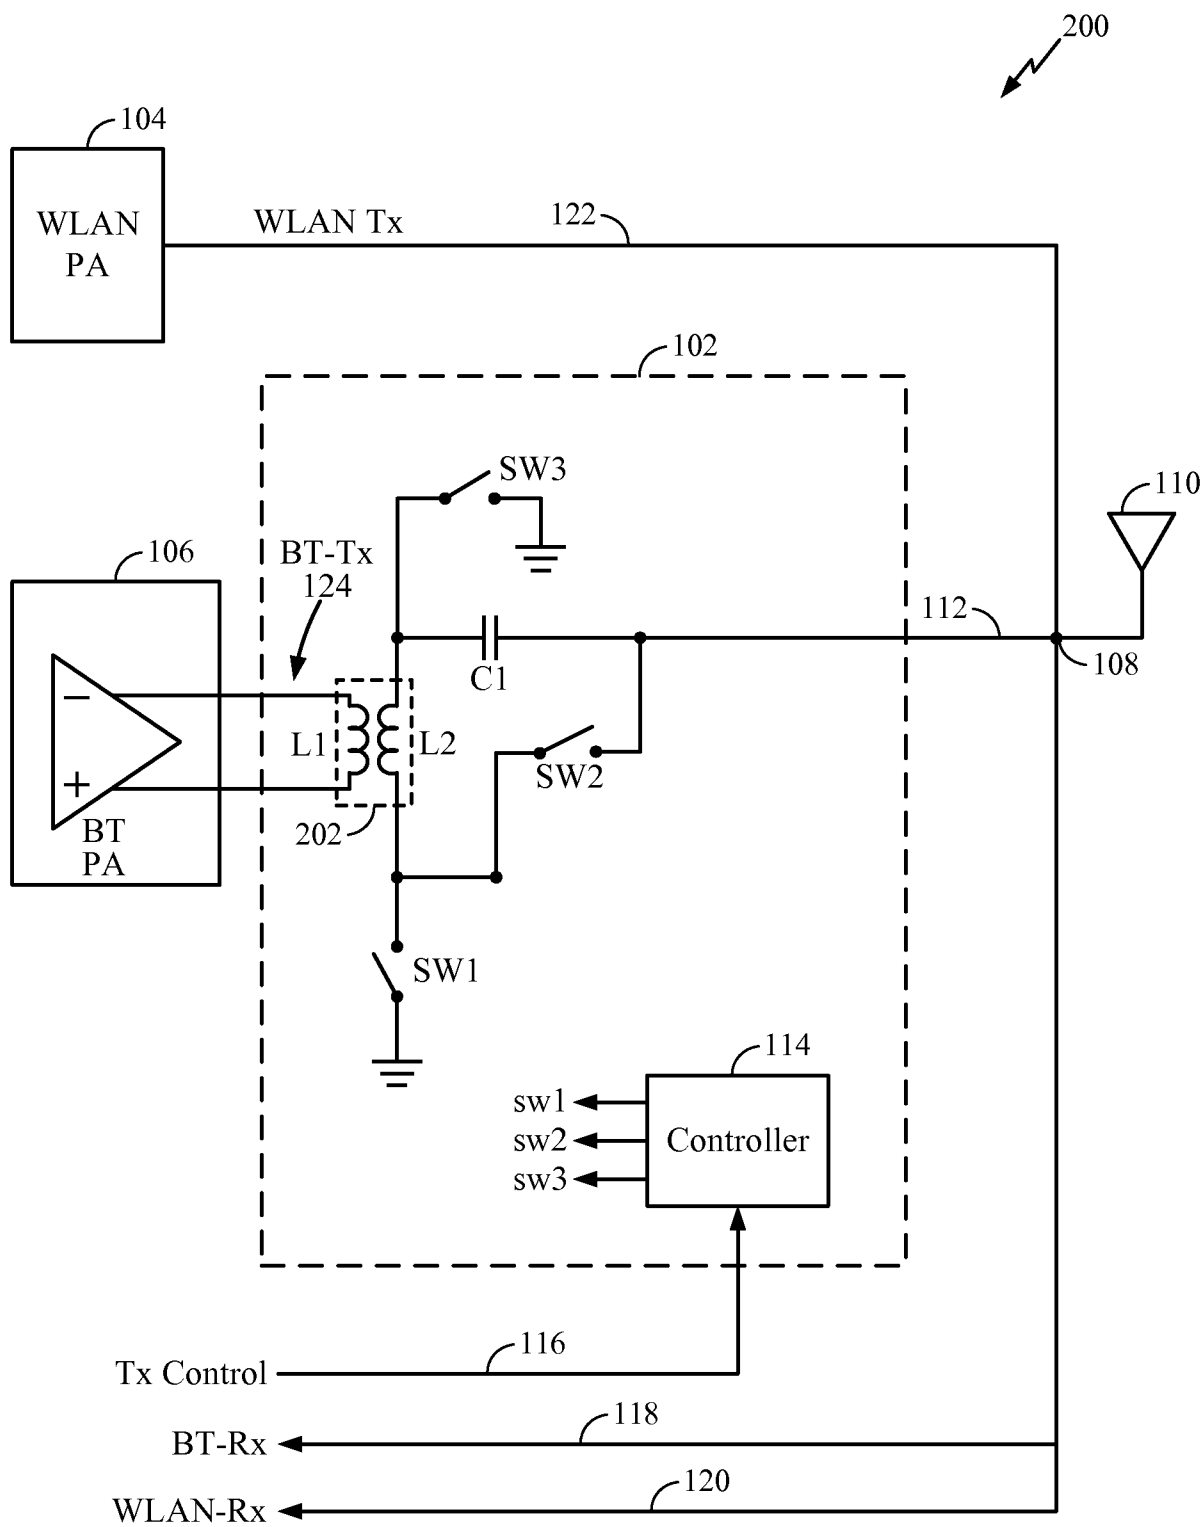 200
104
WLAN
PA
WLAN Tx
122
102
SW3
110
106
BT-Tx
124
112
108
C1
−
+
BT
PA
L1
L2
SW2
202
SW1
114
sw1
sw2
sw3
Controller
116
Tx Control
118
BT-Rx
120
WLAN-Rx